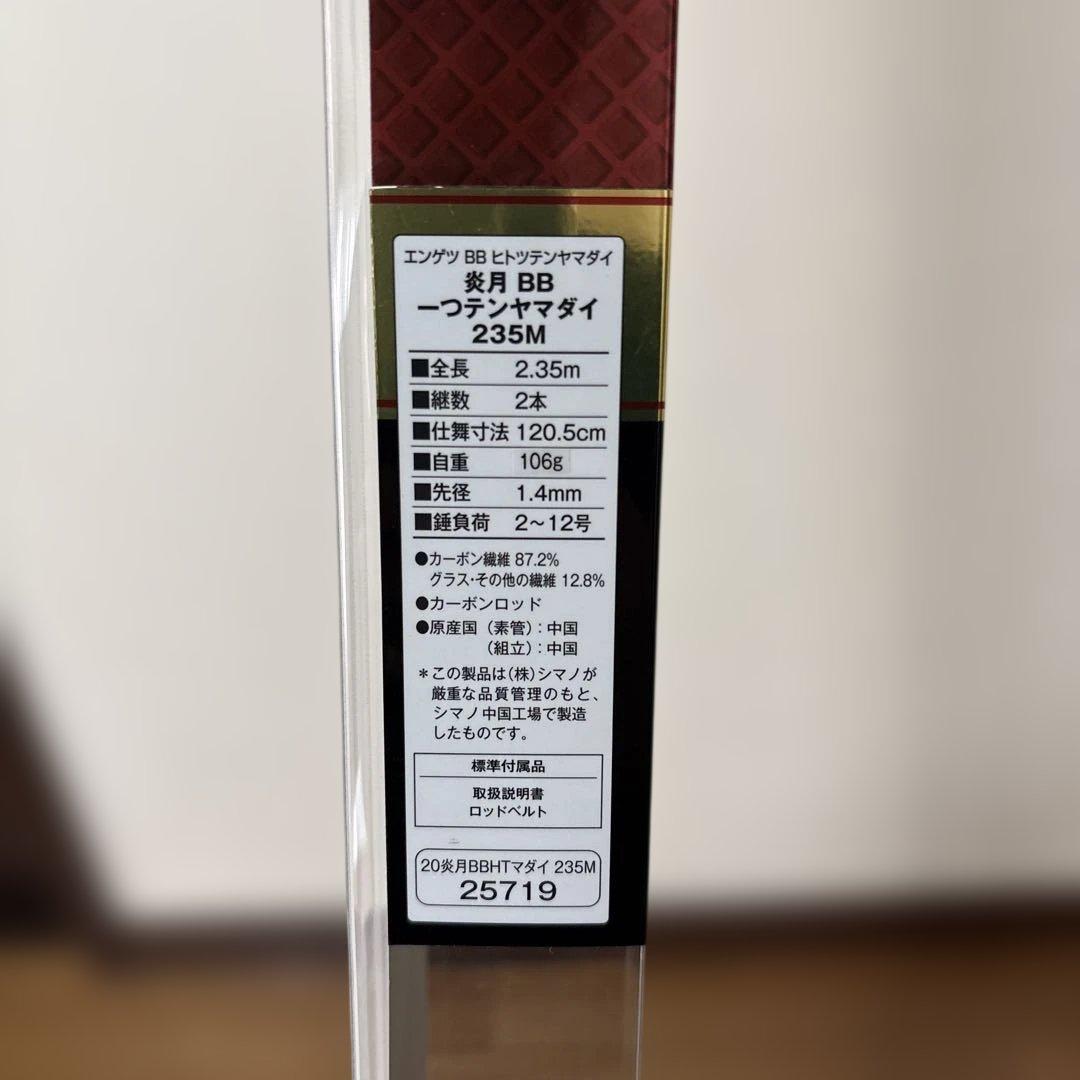 エンゲツ BB ヒトツテンヤマダイ
炎月 BB
一つテンヤマダイ
235M
■全長 2.35m
■継数 2本
■仕舞寸法 120.5cm
■自重 106g
■先径 1.4mm
■錘負荷 2～12号
●カーボン繊維 87.2%
グラス・その他の繊維 12.8%
●カーボンロッド
●原産国（素管）：中国
（組立）：中国
＊この製品は（株）シマノが
厳重な品質管理のもと、
シマノ中国工場で製造
したものです。
標準付属品
取扱説明書
ロッドベルト
20炎月BBHTマダイ 235M
25719